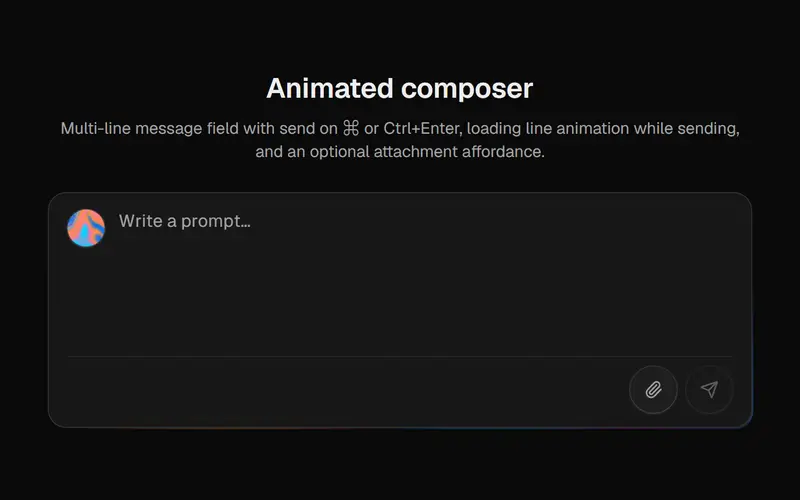 Animated composer
Multi-line message field with send on ⌘ or Ctrl+Enter, loading line animation while sending,
and an optional attachment affordance.
Write a prompt...